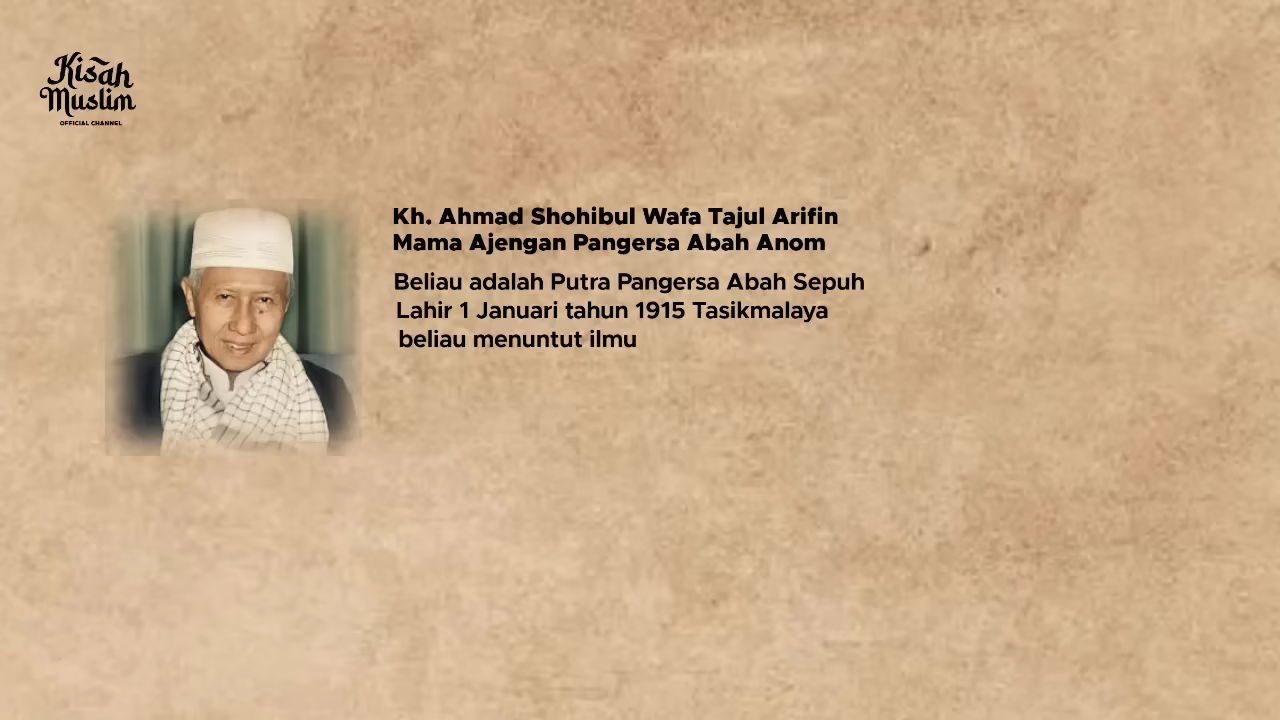 Kisah
Muslim
OFFICIAL CHANNEL
Kh. Ahmad Shohibul Wafa Tajul Arifin
Mama Ajengan Pangersa Abah Anom
Beliau adalah Putra Pangersa Abah Sepuh
Lahir 1 Januari tahun 1915 Tasikmalaya
beliau menuntut ilmu